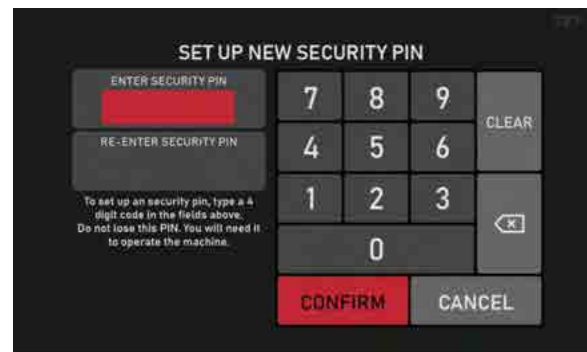 SET UP NEW SECURITY PIN
ENTER SECURITY PIN
RE-ENTER SECURITY PIN
To set up an security pin, type a 4
digit code in the fields above.
Do not lose this PIN. You will need it
to operate the machine.
7 8 9
CLEAR
4 5 6
1 2 3
0
CONFIRM CANCEL